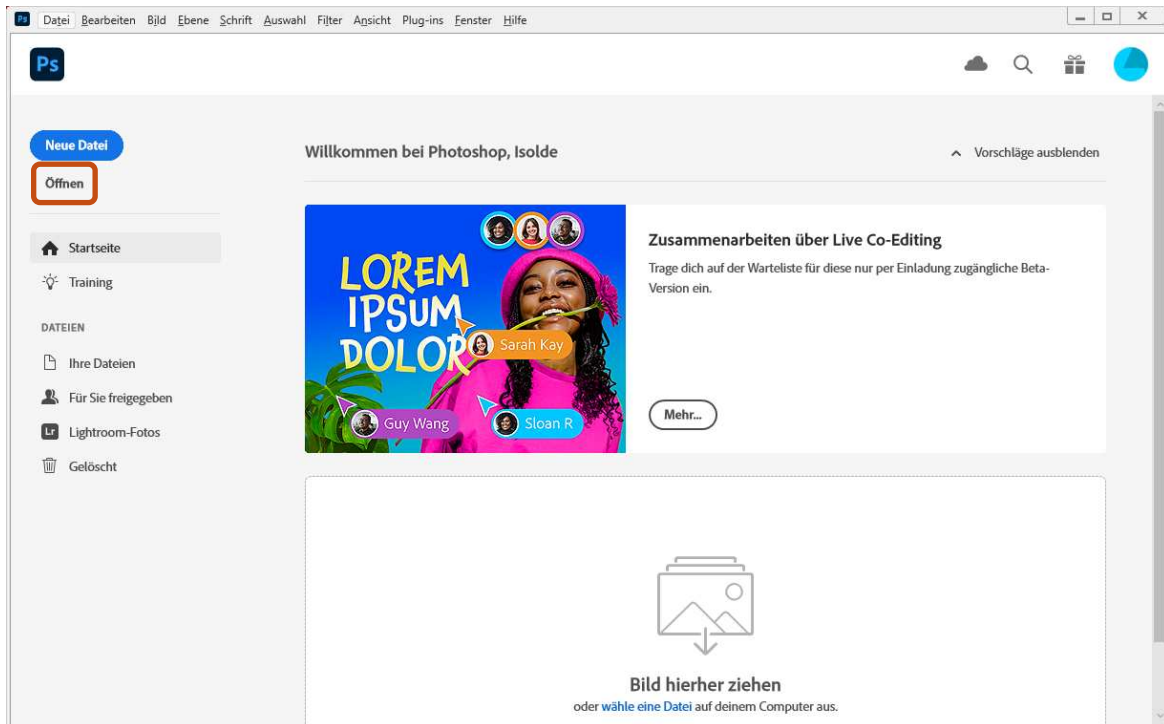 Ps Datei Bearbeiten Bild Ebene Schrift Auswahl Filter Ansicht Plug-ins Fenster Hilfe
Ps
Neue Datei
Öffnen
Startseite
Training
DATEIEN
Ihre Dateien
Für Sie freigegeben
Lr Lightroom-Fotos
Gelöscht
Willkommen bei Photoshop, Isolde
Vorschläge ausblenden
LOREM
IPSUM
DOLOR
Sarah Kay
Guy Wang
Sloan R
Zusammenarbeiten über Live Co-Editing
Trage dich auf der Warteliste für diese nur per Einladung zugängliche Beta-
Version ein.
Mehr...
Bild hierher ziehen
oder wähle eine Datei auf deinem Computer aus.